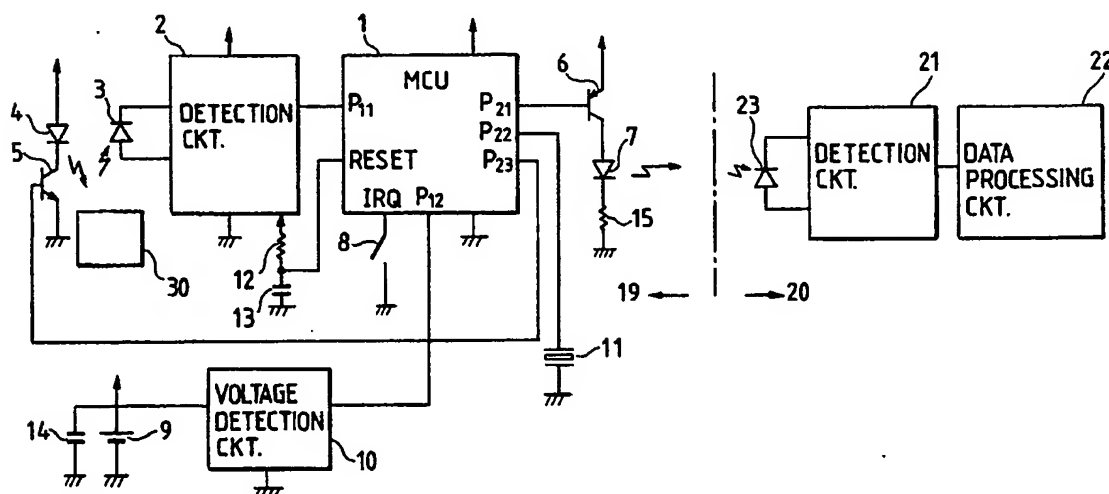 2
1
6
21
22
4
3
5
DETECTION
CKT.
MCU
P11
RESET
IRQ P12
P21
P22
P23
7
23
DETECTION
CKT.
DATA
PROCESSING
CKT.
15
8
30
12
13
19
20
11
VOLTAGE
DETECTION
CKT.
14
9
10